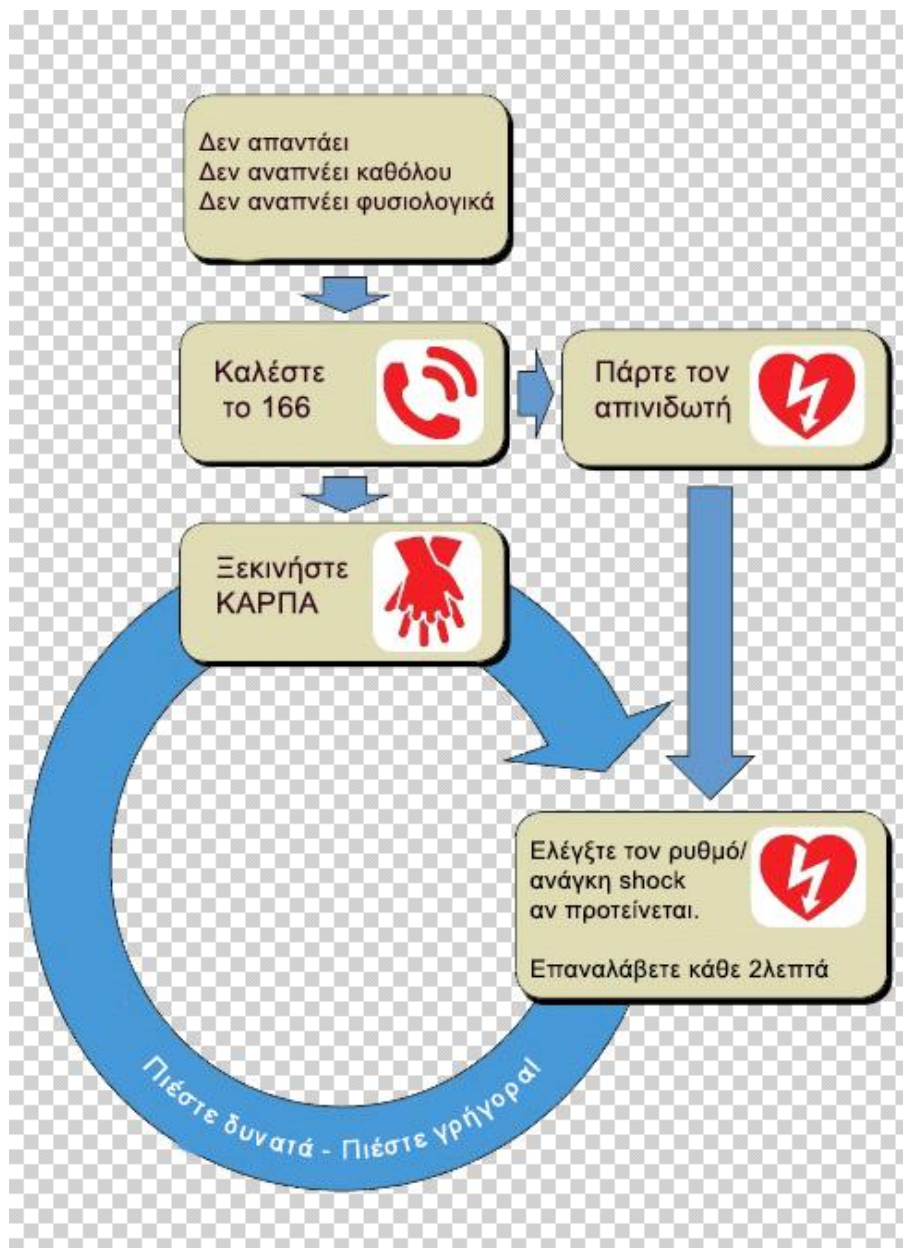 Δεν απαντάει
Δεν αναπνέει καθόλου
Δεν αναπνέει φυσιολογικά
Καλέστε
το 166
Πάρτε τον
απινιδωτή
Ξεκινήστε
ΚΑΡΠΑ
Ελέγξτε τον ρυθμό/
ανάγκη shock
αν προτείνεται.
Επαναλάβετε κάθε 2λεπτά
Πιέστε δυνατά - Πιέστε γρήγορα!